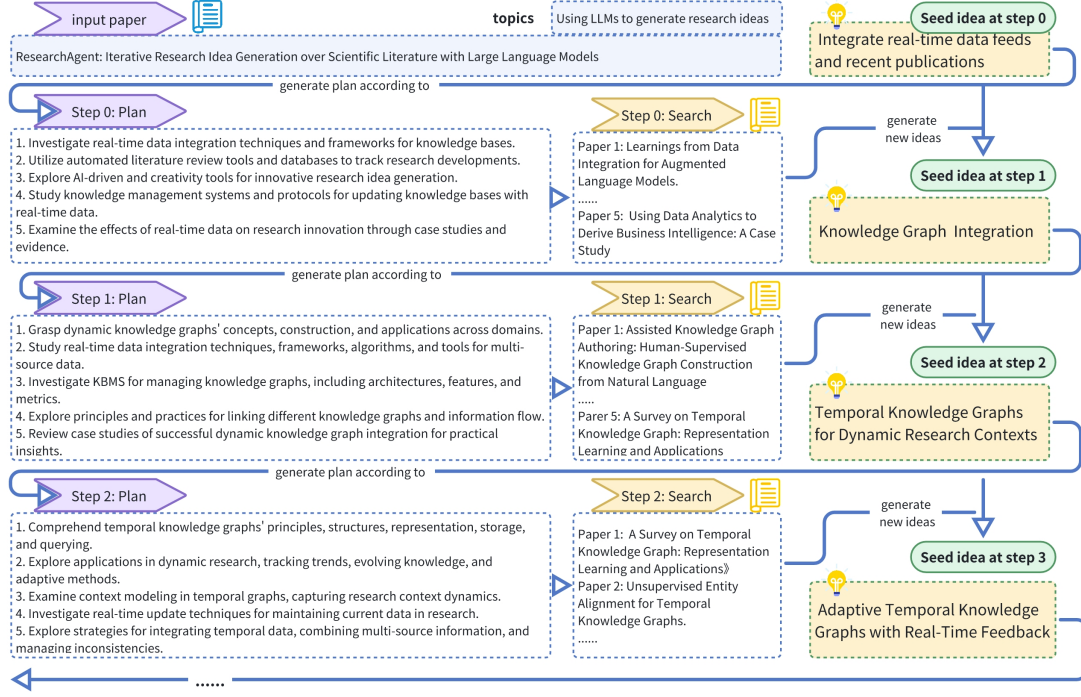 input paper
topics
Using LLMs to generate research ideas
ResearchAgent: Iterative Research Idea Generation over Scientific Literature with Large Language Models
Seed idea at step 0
Integrate real-time data feeds
and recent publications
generate plan according to
Step 0: Plan
1. Investigate real-time data integration techniques and frameworks for knowledge bases.
2. Utilize automated literature review tools and databases to track research developments.
3. Explore AI-driven and creativity tools for innovative research idea generation.
4. Study knowledge management systems and protocols for updating knowledge bases with
real-time data.
5. Examine the effects of real-time data on research innovation through case studies and
evidence.
Step 0: Search
Paper 1: Learnings from Data
Integration for Augmented
Language Models.
......
Paper 5: Using Data Analytics to
Derive Business Intelligence: A Case
Study
generate
new ideas
Seed idea at step 1
Knowledge Graph Integration
generate plan according to
Step 1: Plan
1. Grasp dynamic knowledge graphs' concepts, construction, and applications across domains.
2. Study real-time data integration techniques, frameworks, algorithms, and tools for multi-
source data.
3. Investigate KBMS for managing knowledge graphs, including architectures, features, and
metrics.
4. Explore principles and practices for linking different knowledge graphs and information flow.
5. Review case studies of successful dynamic knowledge graph integration for practical
insights.
Step 1: Search
Paper 1: Assisted Knowledge Graph
Authoring: Human-Supervised
Knowledge Graph Construction
from Natural Language
.....
Parer 5: A Survey on Temporal
Knowledge Graph: Representation
Learning and Applications
generate
new ideas
Seed idea at step 2
Temporal Knowledge Graphs
for Dynamic Research Contexts
generate plan according to
Step 2: Plan
1. Comprehend temporal knowledge graphs' principles, structures, representation, storage,
and querying.
2. Explore applications in dynamic research, tracking trends, evolving knowledge, and
adaptive methods.
3. Examine context modeling in temporal graphs, capturing research context dynamics.
4. Investigate real-time update techniques for maintaining current data in research.
5. Explore strategies for integrating temporal data, combining multi-source information, and
managing inconsistencies.
Step 2: Search
Paper 1: A Survey on Temporal
Knowledge Graph: Representation
Learning and Applications》
Paper 2: Unsupervised Entity
Alignment for Temporal
Knowledge Graphs.
......
generate
new ideas
Seed idea at step 3
Adaptive Temporal Knowledge
Graphs with Real-Time Feedback
......